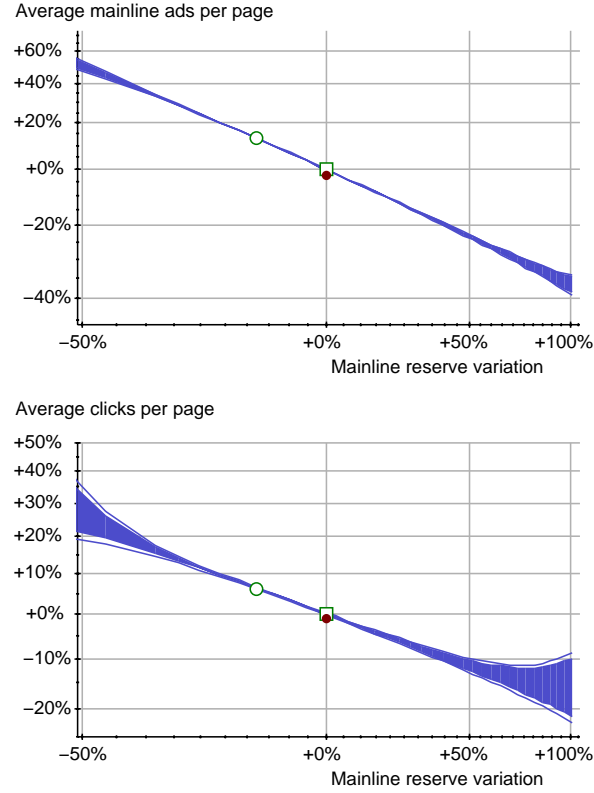 Average mainline ads per page
+60%
+40%
+20%
+0%
−20%
−40%
−50% +0% +50% +100%
Mainline reserve variation
Average clicks per page
+50%
+40%
+30%
+20%
+10%
+0%
−10%
−20%
−50% +0% +50% +100%
Mainline reserve variation